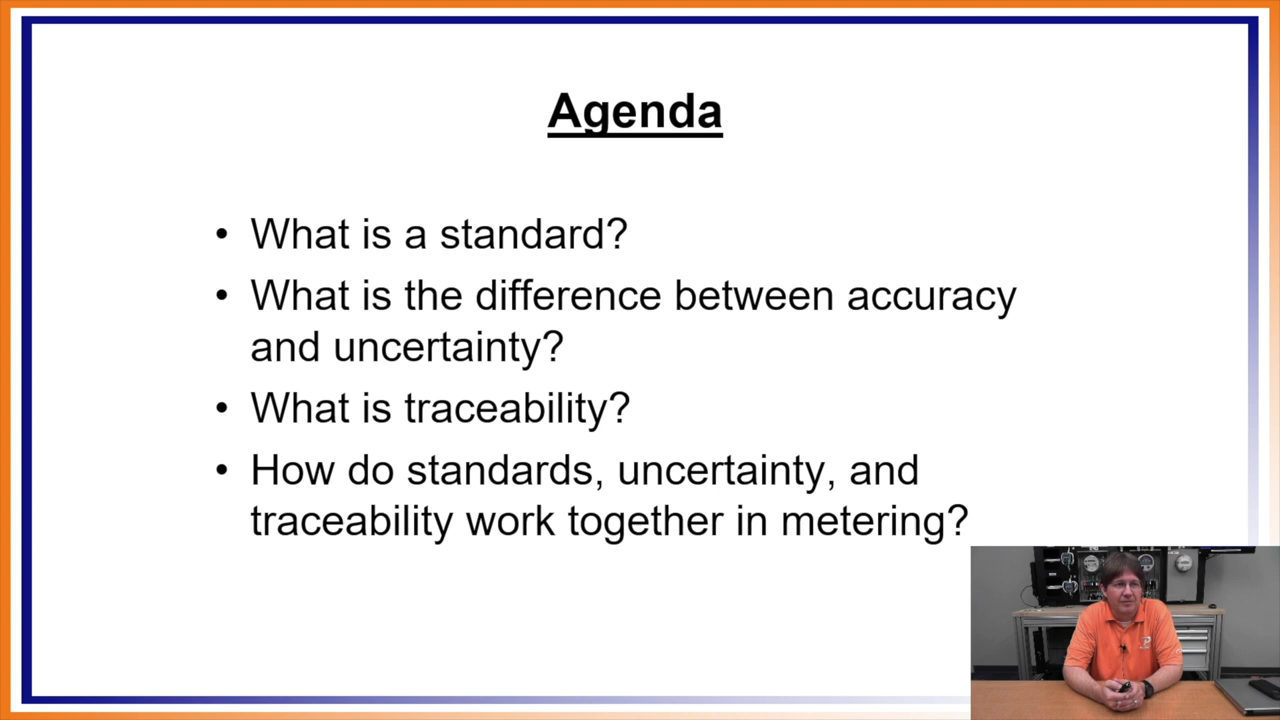 Agenda
• What is a standard?
• What is the difference between accuracy
and uncertainty?
• What is traceability?
• How do standards, uncertainty, and
traceability work together in metering?